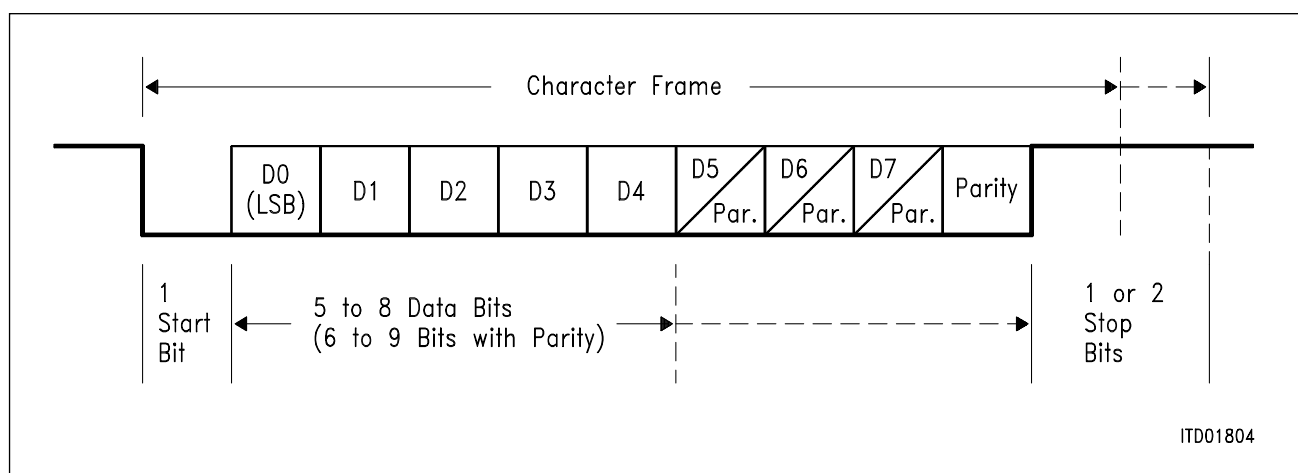 Character Frame
D0
(LSB)
D1
D2
D3
D4
D5
Par.
D6
Par.
D7
Par.
Parity
1
Start
Bit
5 to 8 Data Bits
(6 to 9 Bits with Parity)
1 or 2
Stop
Bits
ITD01804